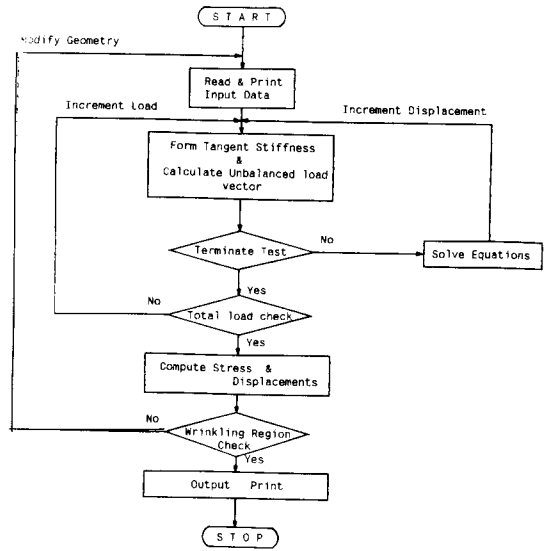 S T A R T
Modify Geometry
Read & Print
Input Data
Increment Load
Increment Displacement
Form Tangent Stiffness
&
Calculate Unbalanced load
vector
Terminate Test
No
Solve Equations
Yes
No
Total load check
Yes
Compute Stress &
Displacements
No
Wrinkling Region
Check
Yes
Output Print
S T O P